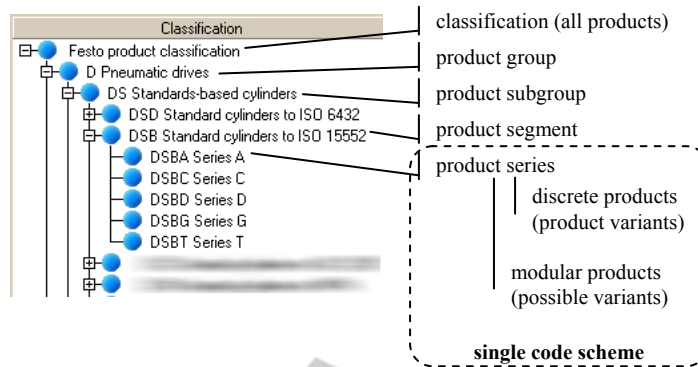 Classification
Festo product classification
D Pneumatic drives
DS Standards-based cylinders
DSD Standard cylinders to ISO 6432
DSB Standard cylinders to ISO 15552
DSBA Series A
DSBC Series C
DSBD Series D
DSBG Series G
DSBT Series T
classification (all products)
product group
product subgroup
product segment
product series
discrete products
(product variants)
modular products
(possible variants)
single code scheme